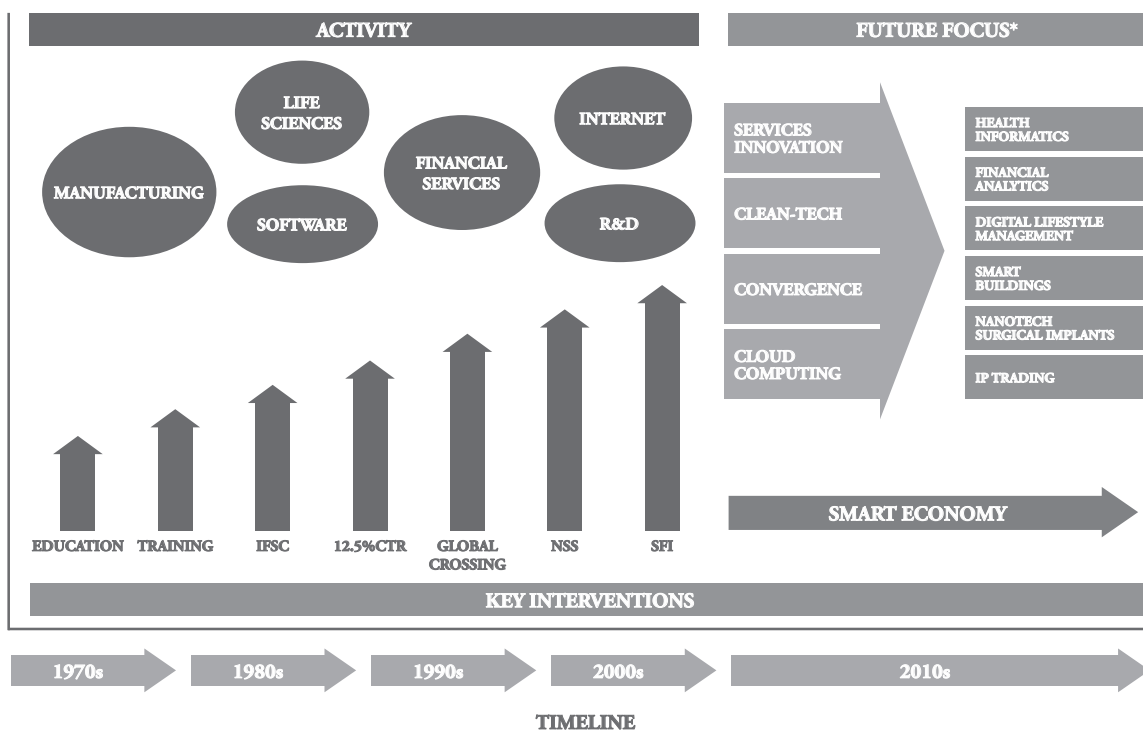 ACTIVITY
FUTURE FOCUS*
MANUFACTURING
LIFE
SCIENCES
SOFTWARE
FINANCIAL
SERVICES
INTERNET
R&D
SERVICES
INNOVATION
CLEAN-TECH
CONVERGENCE
CLOUD
COMPUTING
HEALTH
INFORMATICS
FINANCIAL
ANALYTICS
DIGITAL LIFESTYLE
MANAGEMENT
SMART
BUILDINGS
NANOTECH
SURGICAL IMPLANTS
IP TRADING
EDUCATION
TRAINING
IFSC
12.5%CTR
GLOBAL
CROSSING
NSS
SFI
SMART ECONOMY
KEY INTERVENTIONS
1970s
1980s
1990s
2000s
2010s
TIMELINE